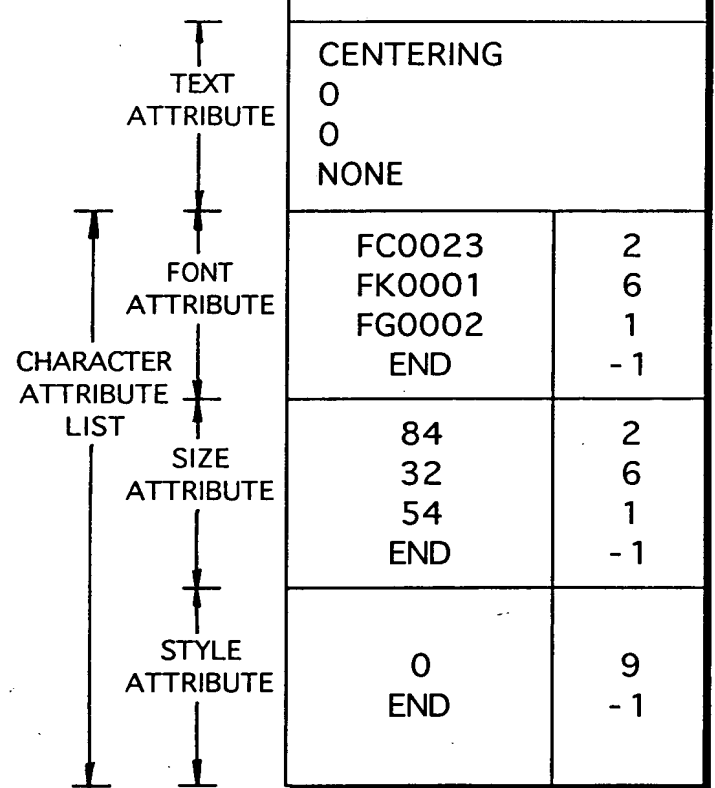 TEXT
ATTRIBUTE
CENTERING
0
0
NONE
CHARACTER
ATTRIBUTE
LIST
FONT
ATTRIBUTE
FC0023 2
FK0001 6
FG0002 1
END -1
SIZE
ATTRIBUTE
84 2
32 6
54 1
END -1
STYLE
ATTRIBUTE
0 9
END -1